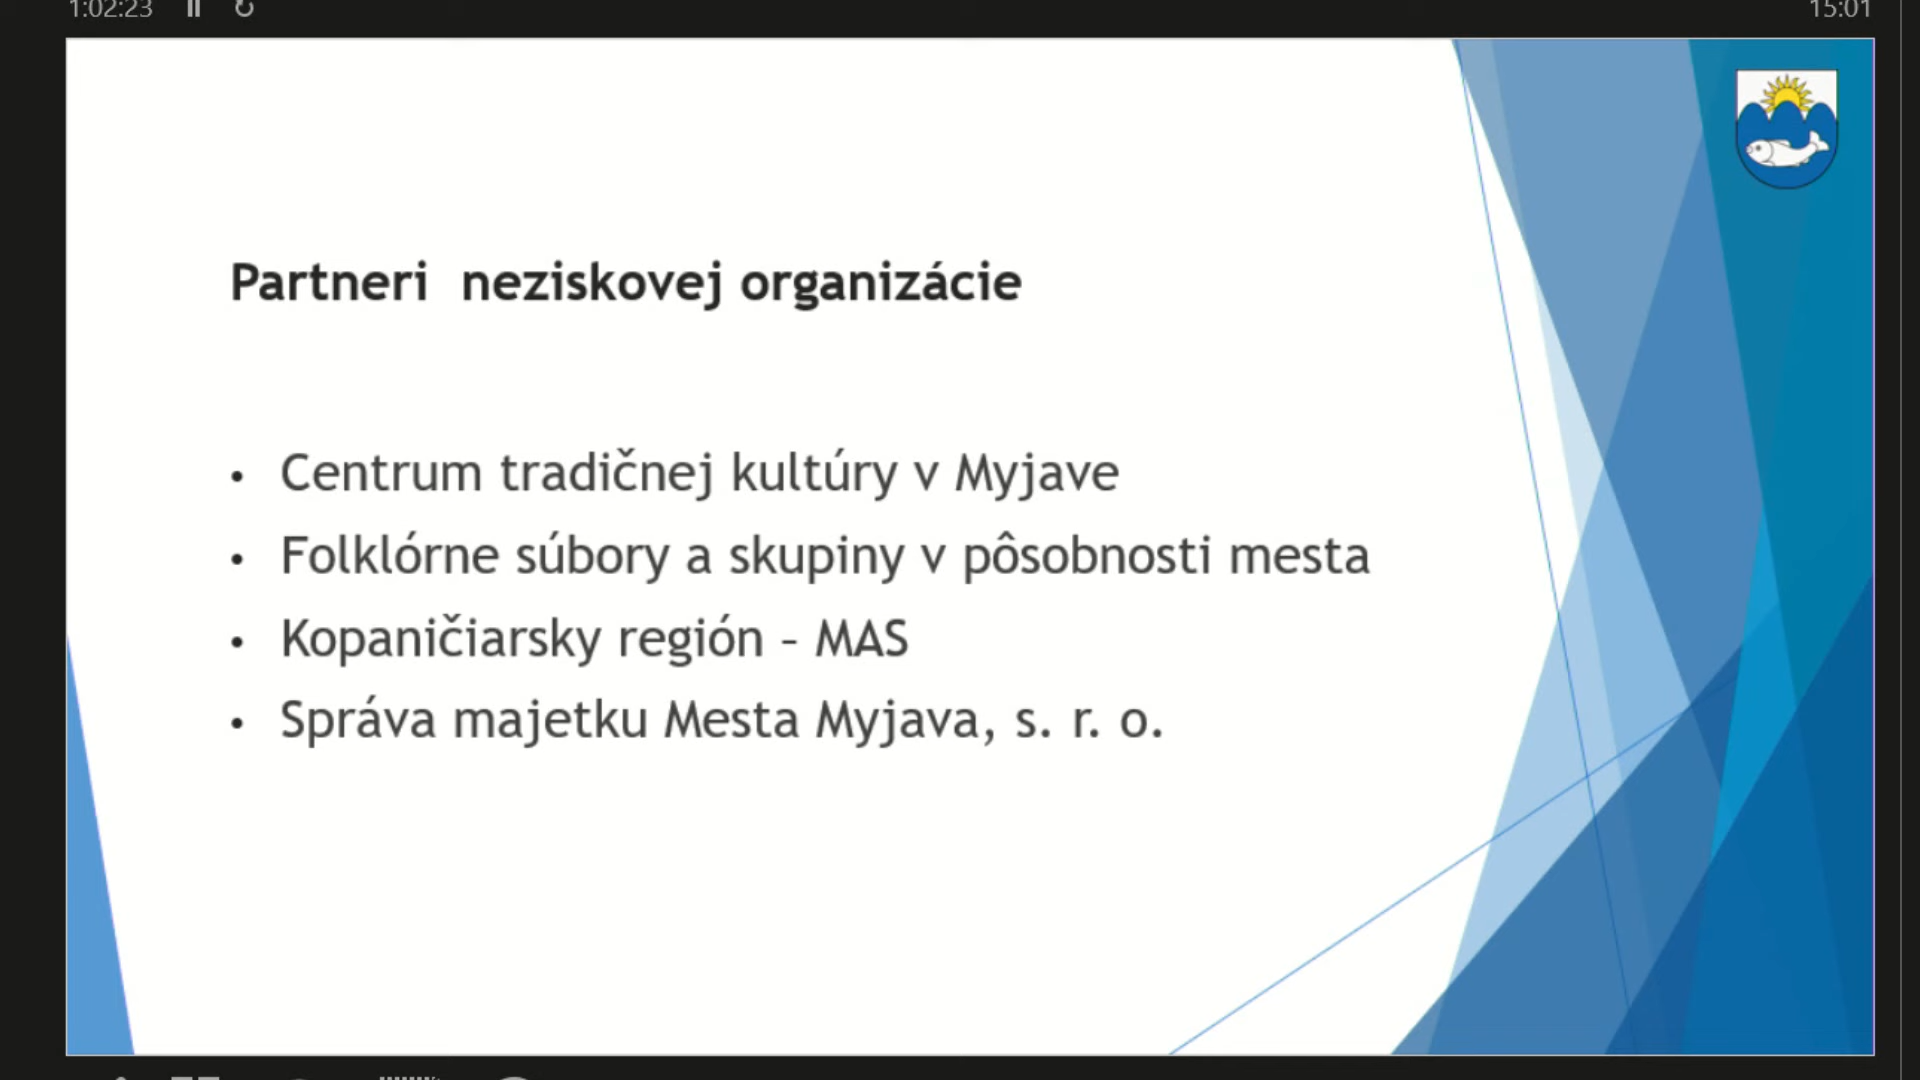 1:02:23
15:01
Partneri neziskovej organizácie
• Centrum tradičnej kultúry v Myjave
• Folklórne súbory a skupiny v pôsobnosti mesta
• Kopaničiarsky región – MAS
• Správa majetku Mesta Myjava, s. r. o.